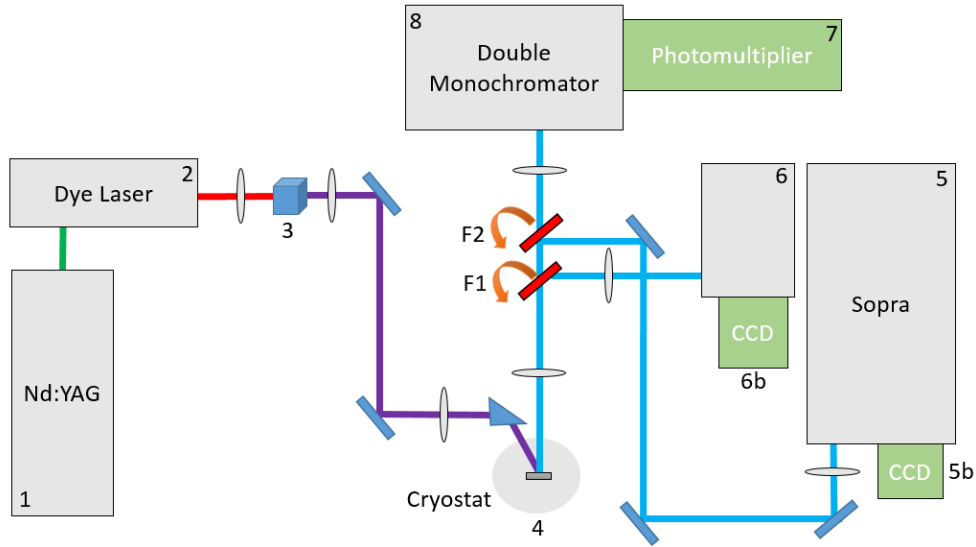 8
Double
Monochromator
7
Photomultiplier
2
Dye Laser
3
F2
F1
6
CCD
6b
5
Sopra
Nd:YAG
1
Cryostat
4
CCD
5b